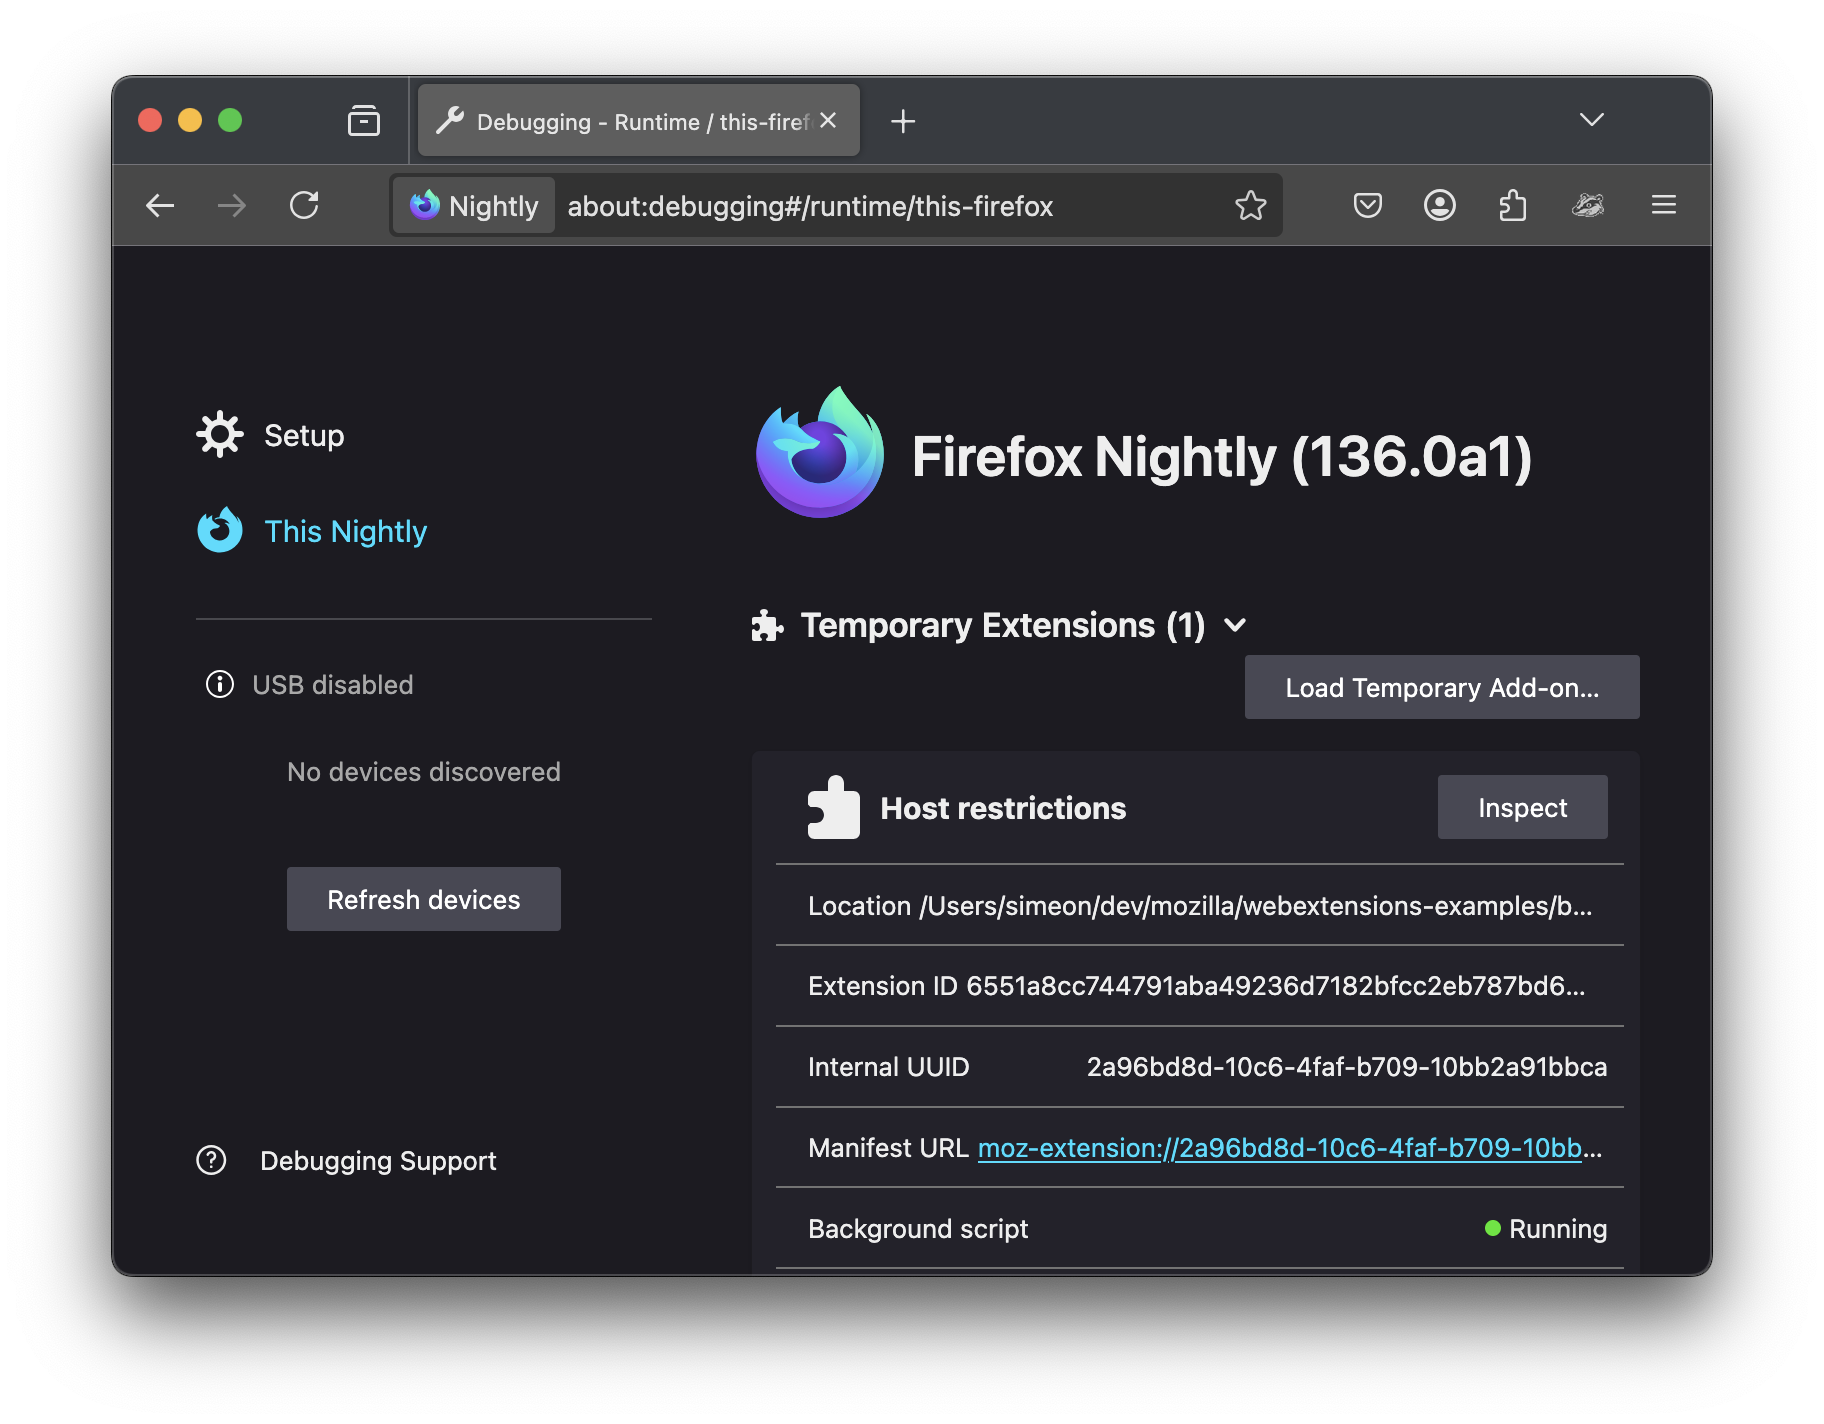 Debugging - Runtime / this-firef
Nightly about:debugging#/runtime/this-firefox
Setup
This Nightly
USB disabled
No devices discovered
Refresh devices
Debugging Support
Firefox Nightly (136.0a1)
Temporary Extensions (1)
Load Temporary Add-on...
Host restrictions Inspect
Location /Users/simeon/dev/mozilla/webextensions-examples/b...
Extension ID 6551a8cc744791aba49236d7182bfcc2eb787bd6...
Internal UUID 2a96bd8d-10c6-4faf-b709-10bb2a91bbca
Manifest URL moz-extension://2a96bd8d-10c6-4faf-b709-10bb...
Background script Running